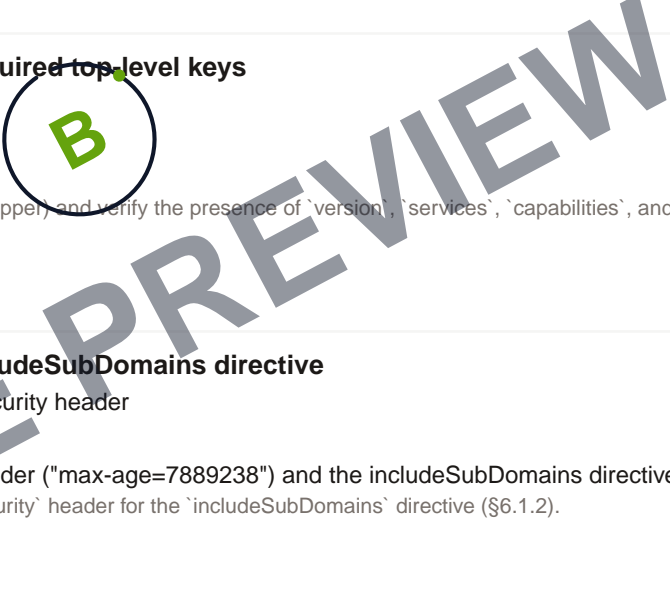 uired top-level keys
B
pper) and verify the presence of `version`, `services`, `capabilities`, and
E PREVIEW
ludeSubDomains directive
curity header
der ("max-age=7889238") and the includeSubDomains directive
urity` header for the `includeSubDomains` directive (§6.1.2).